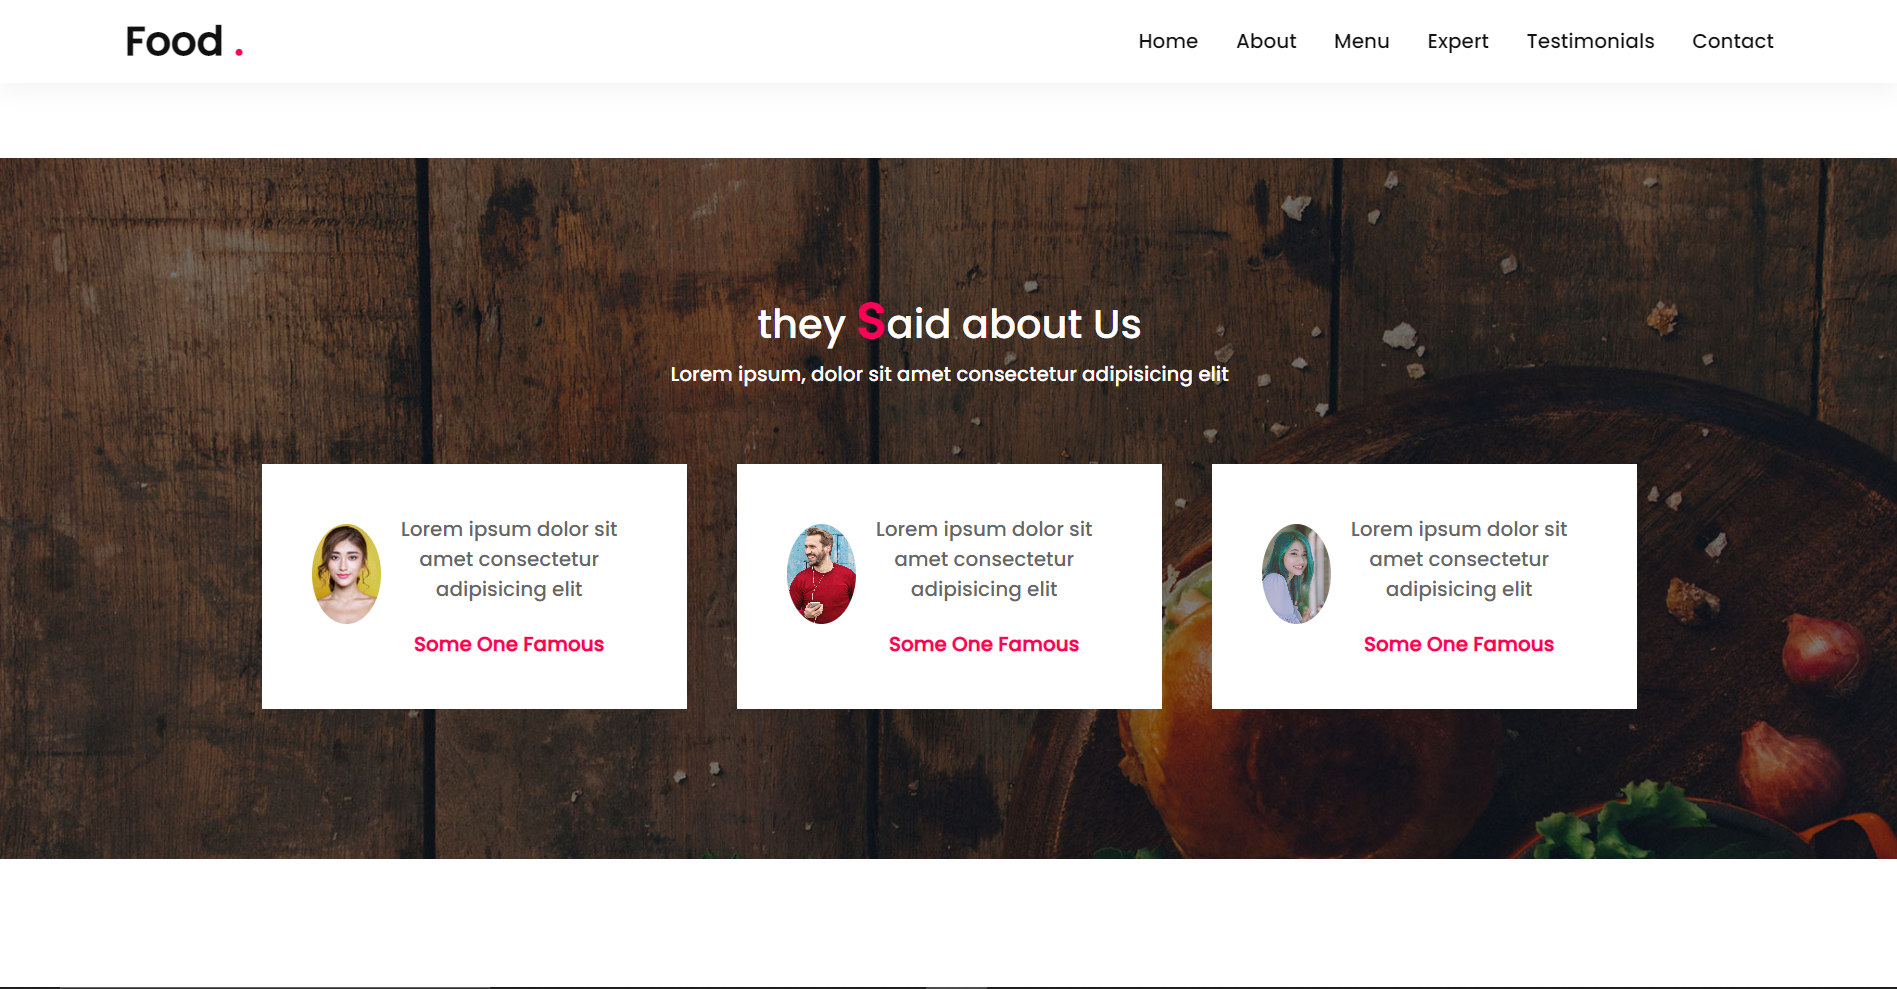 Food .
Home About Menu Expert Testimonials Contact
they Said about Us
Lorem ipsum, dolor sit amet consectetur adipisicing elit
Lorem ipsum dolor sit
amet consectetur
adipisicing elit
Some One Famous
Lorem ipsum dolor sit
amet consectetur
adipisicing elit
Some One Famous
Lorem ipsum dolor sit
amet consectetur
adipisicing elit
Some One Famous